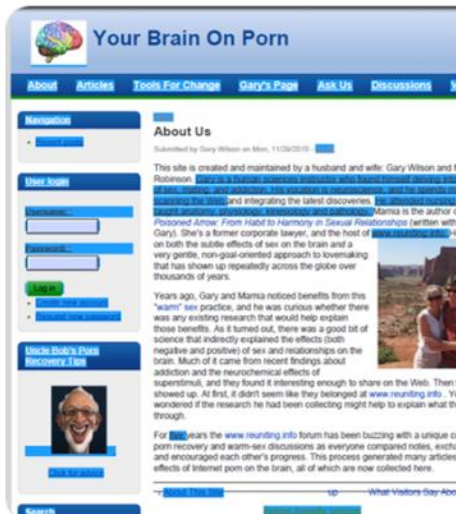 Your Brain On Porn
About Articles Tools For Change Gary's Page Ask Us Discussions
Navigation
Recent posts
User login
Username:
Password:
Log in
Create new account
Request new password
Uncle Bob's Porn
Recovery Tips
Click for advice
Search
About Us
Submitted by Gary Wilson on Mon, 11/29/2010 -
This site is created and maintained by a husband and wife: Gary Wilson and
Robinson. Gary is a human sciences instructor who found himself delving into
of sex, mating, and addiction. His vocation is neuroscience, and he spends
scanning the Web and integrating the latest discoveries. He attended nursing
taught anatomy, physiology, kinesiology and pathology. Marnia is the author
Poisoned Arrow: From Habit to Harmony in Sexual Relationships (written with
Gary). She's a former corporate lawyer, and the host of www.reuniting.info.
on both the subtle effects of sex on the brain and a
very gentle, non-goal-oriented approach to lovemaking
that has shown up repeatedly across the globe over
thousands of years.
Years ago, Gary and Marnia noticed benefits from this
"warm" sex practice, and he was curious whether there
was any existing research that would help explain
those benefits. As it turned out, there was a good bit of
science that indirectly explained the effects (both
negative and positive) of sex and relationships on the
brain. Much of it came from recent findings about
addiction and the neurochemical effects of
superstimuli, and they found it interesting enough to share on the Web. Then
showed up. At first, it didn't seem like they belonged at www.reuniting.info.
wondered if the research he had been collecting might help to explain what
through.
For five years the www.reuniting.info forum has been buzzing with a unique
porn recovery and warm-sex discussions as everyone compared notes,
and encouraged each other's progress. This process generated many articles
effects of Internet porn on the brain, all of which are now collected here.
‹ About This Site up What Visitors Say
Printer-friendly version